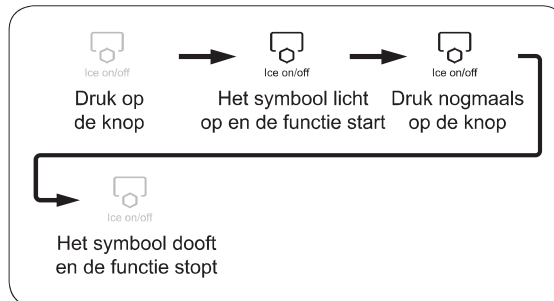 Ice on/off
Ice on/off
Ice on/off
Druk op
de knop
Het symbool licht
op en de functie start
Druk nogmaals
op de knop
Ice on/off
Het symbool dooft
en de functie stopt